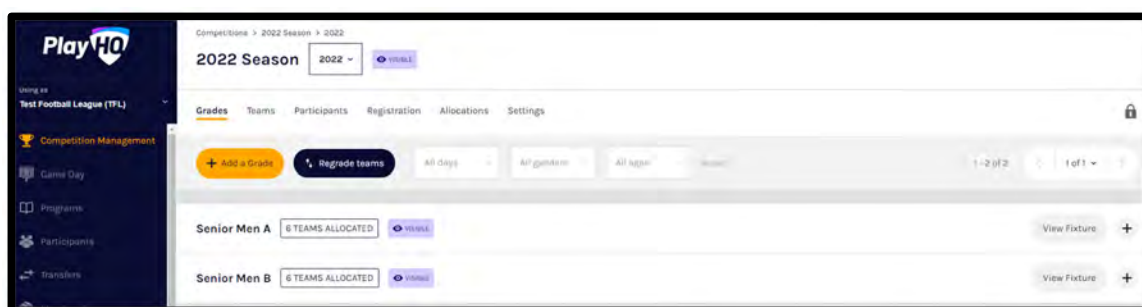 PlayHQ
Using as
Test Football League (TFL)
Competition Management
Game Day
Programs
Participants
Transfers
Competitions > 2022 Season > 2022
2022 Season 2022 VISIBLE
Grades Teams Participants Registration Allocations Settings
+ Add a Grade Regrade teams All days All genders All ages 1-2 of 2 1 of 1
Senior Men A 6 TEAMS ALLOCATED VISIBLE View Fixture +
Senior Men B 6 TEAMS ALLOCATED VISIBLE View Fixture +